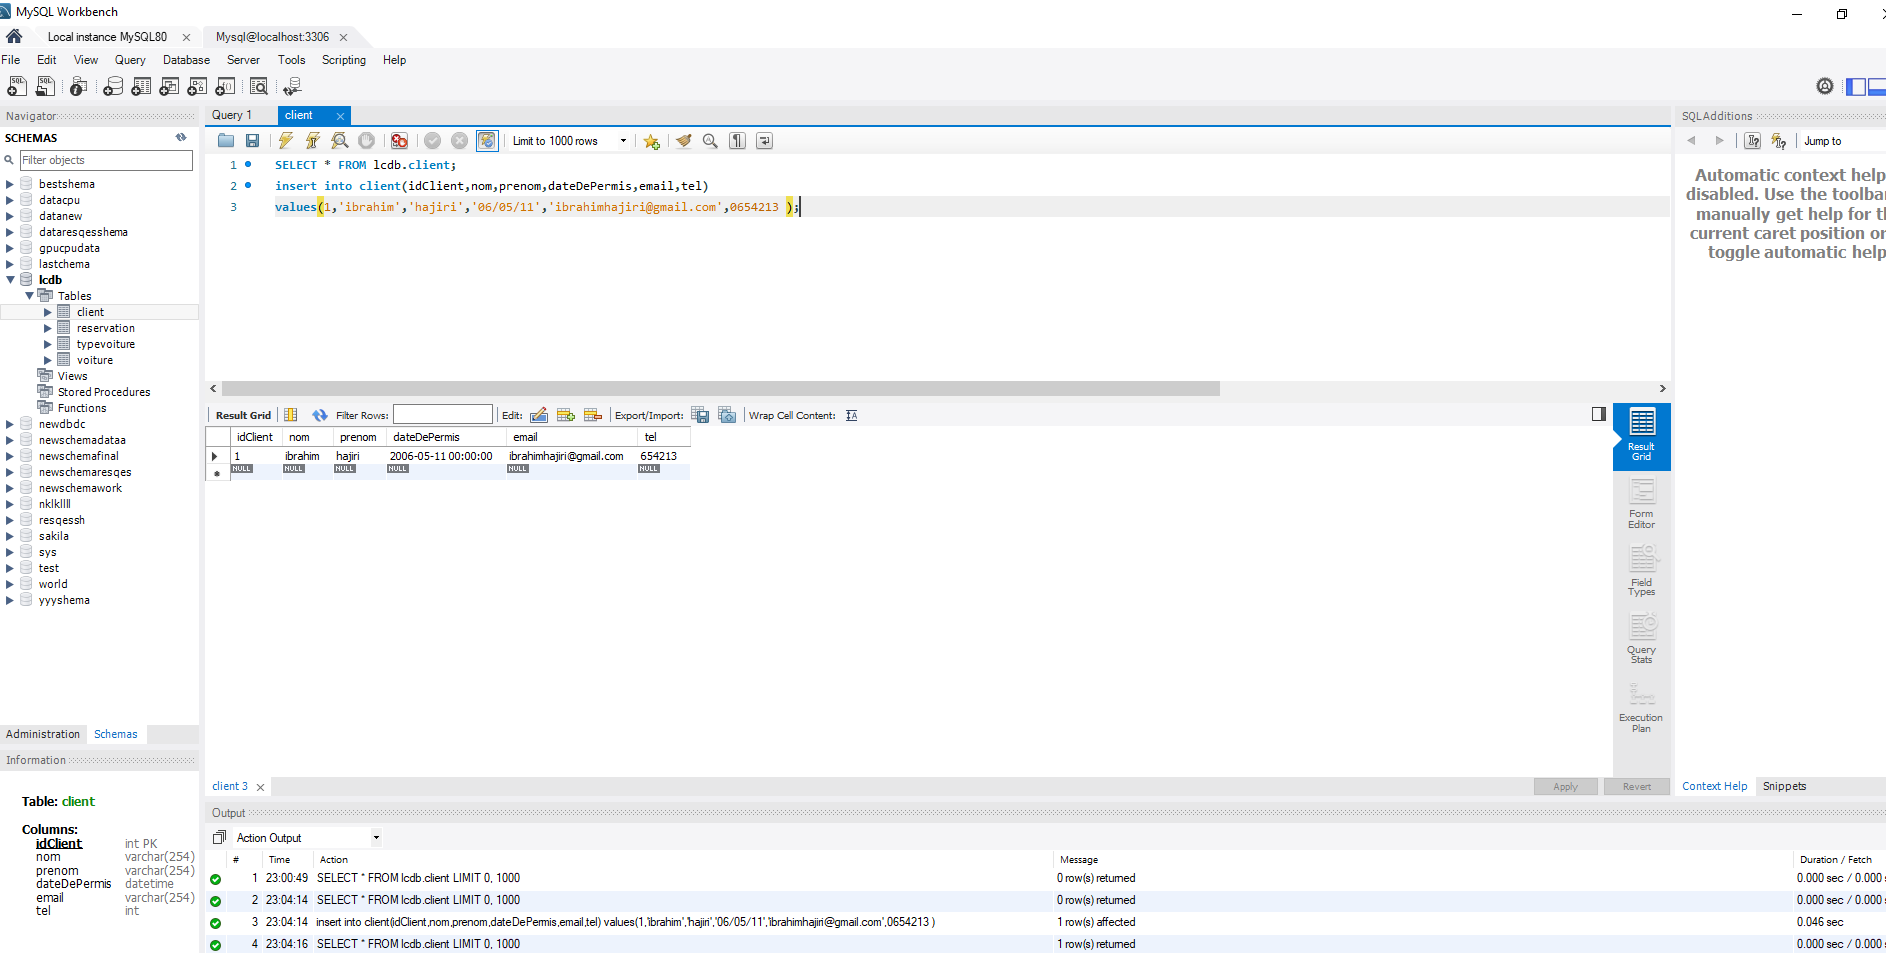 MySQL Workbench
Local instance MySQL80
Mysql@localhost:3306
File Edit View Query Database Server Tools Scripting Help
Navigator
SCHEMAS
Filter objects
bestshema
datacpu
datanew
dataresqesshema
gpucpudata
lastchema
lcdb
Tables
client
reservation
typevoiture
voiture
Views
Stored Procedures
Functions
newdbdc
newschemadataa
newschemafinal
newschemaresqes
newschemawork
nklkllll
resqessh
sakila
sys
test
world
yyyshema
Administration Schemas
Information
Table: client
Columns:
idClient int PK
nom varchar(254)
prenom varchar(254)
dateDePermis datetime
email varchar(254)
tel int
Query 1 client
Limit to 1000 rows
1 SELECT * FROM lcdb.client;
2 insert into client(idClient,nom,prenom,dateDePermis,email,tel)
3 values(1,'ibrahim','hajiri','06/05/11','ibrahimhajiri@gmail.com',0654213 );
Result Grid Filter Rows: Edit: Export/Import: Wrap Cell Content:
idClient nom prenom dateDePermis email tel
1 ibrahim hajiri 2006-05-11 00:00:00 ibrahimhajiri@gmail.com 654213
NULL NULL NULL NULL NULL NULL
Result
Grid
Form
Editor
Field
Types
Query
Stats
Execution
Plan
client 3
Apply Revert
Output
Action Output
# Time Action Message Duration / Fetch
1 23:00:49 SELECT * FROM lcdb.client LIMIT 0, 1000 0 row(s) returned 0.000 sec / 0.000
2 23:04:14 SELECT * FROM lcdb.client LIMIT 0, 1000 0 row(s) returned 0.000 sec / 0.000
3 23:04:14 insert into client(idClient,nom,prenom,dateDePermis,email,tel) values(1,'ibrahim','hajiri','06/05/11','ibrahimhajiri@gmail.com',0654213 ) 1 row(s) affected 0.046 sec
4 23:04:16 SELECT * FROM lcdb.client LIMIT 0, 1000 1 row(s) returned 0.000 sec / 0.000
SQLAdditions
Jump to
Automatic context help
disabled. Use the
manually get help for
current caret position
toggle automatic help
Context Help Snippets